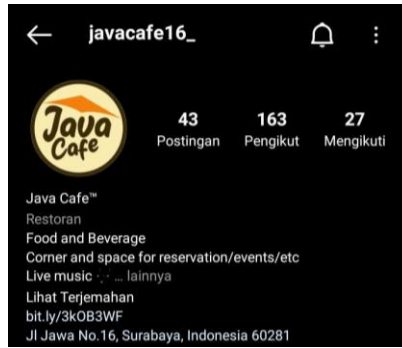 javacafe16_
Java
Cafe
43 163 27
Postingan Pengikut Mengikuti
Java Cafe™
Restoran
Food and Beverage
Corner and space for reservation/events/etc
Live music ... lainnya
Lihat Terjemahan
bit.ly/3kOB3WF
Jl Jawa No.16, Surabaya, Indonesia 60281